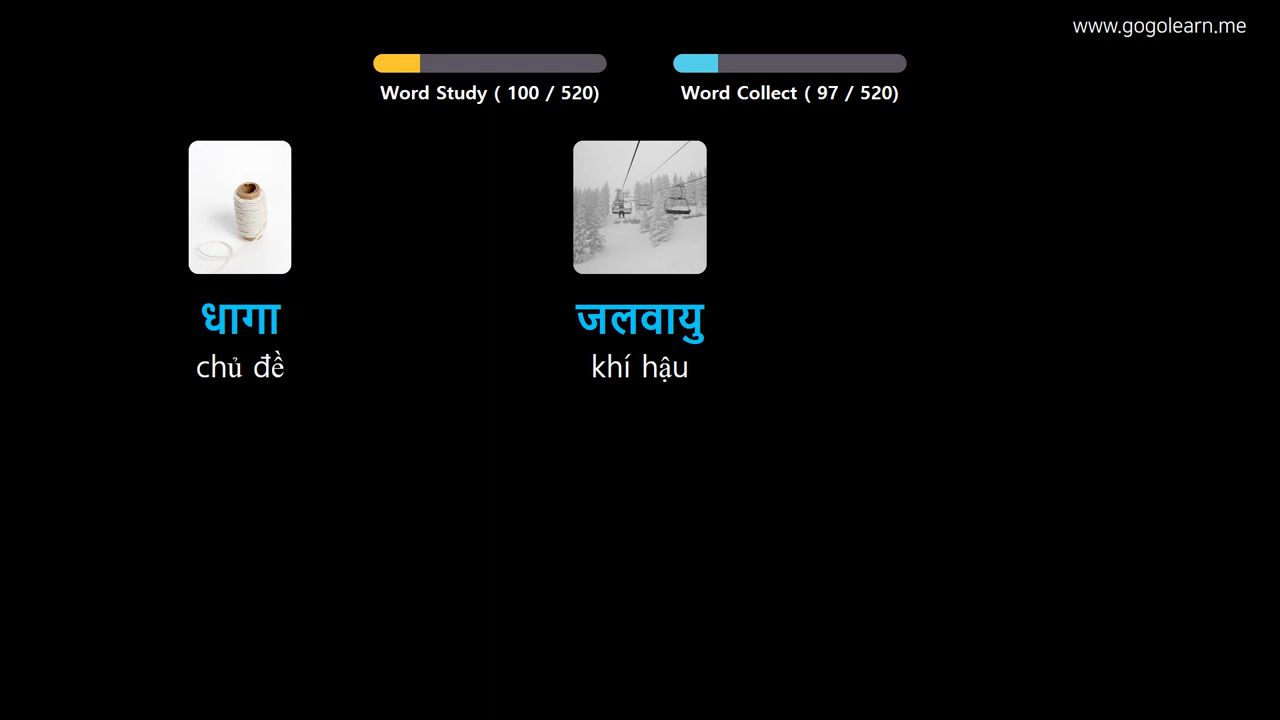 www.gogolearn.me
Word Study ( 100 / 520)
Word Collect ( 97 / 520)
धागा
chủ đề
जलवायु
khí hậu